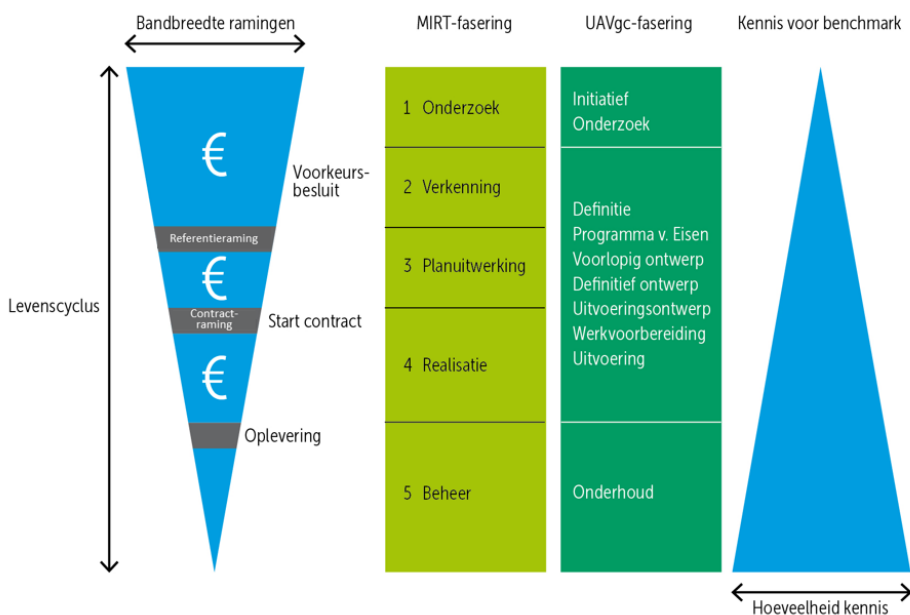 Bandbreedte ramingen
MIRT-fasering
UAVgc-fasering
Kennis voor benchmark
Levenscyclus
€
Voorkeurs-
besluit
Referentieraming
€
Contract-
raming
Start contract
€
Oplevering
1 Onderzoek
2 Verkenning
3 Planuitwerking
4 Realisatie
5 Beheer
Initiatief
Onderzoek
Definitie
Programma v. Eisen
Voorlopig ontwerp
Definitief ontwerp
Uitvoeringsontwerp
Werkvoorbereiding
Uitvoering
Onderhoud
Hoeveelheid kennis